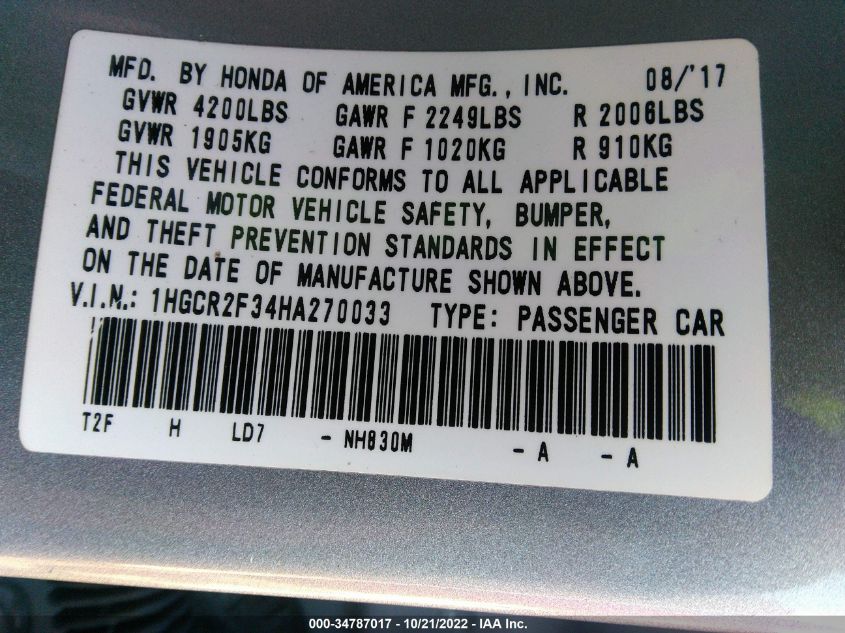 MFD. BY HONDA OF AMERICA MFG., INC. 08/'17
GVWR 4200LBS GAWR F 2249LBS R 2006LBS
GVWR 1905KG GAWR F 1020KG R 910KG
THIS VEHICLE CONFORMS TO ALL APPLICABLE
FEDERAL MOTOR VEHICLE SAFETY, BUMPER,
AND THEFT PREVENTION STANDARDS IN EFFECT
ON THE DATE OF MANUFACTURE SHOWN ABOVE.
V.I.N.: 1HGCR2F34HA270033 TYPE: PASSENGER CAR
T2F H LD7 - NH830M - A - A
000-34787017 - 10/21/2022 - IAA Inc.